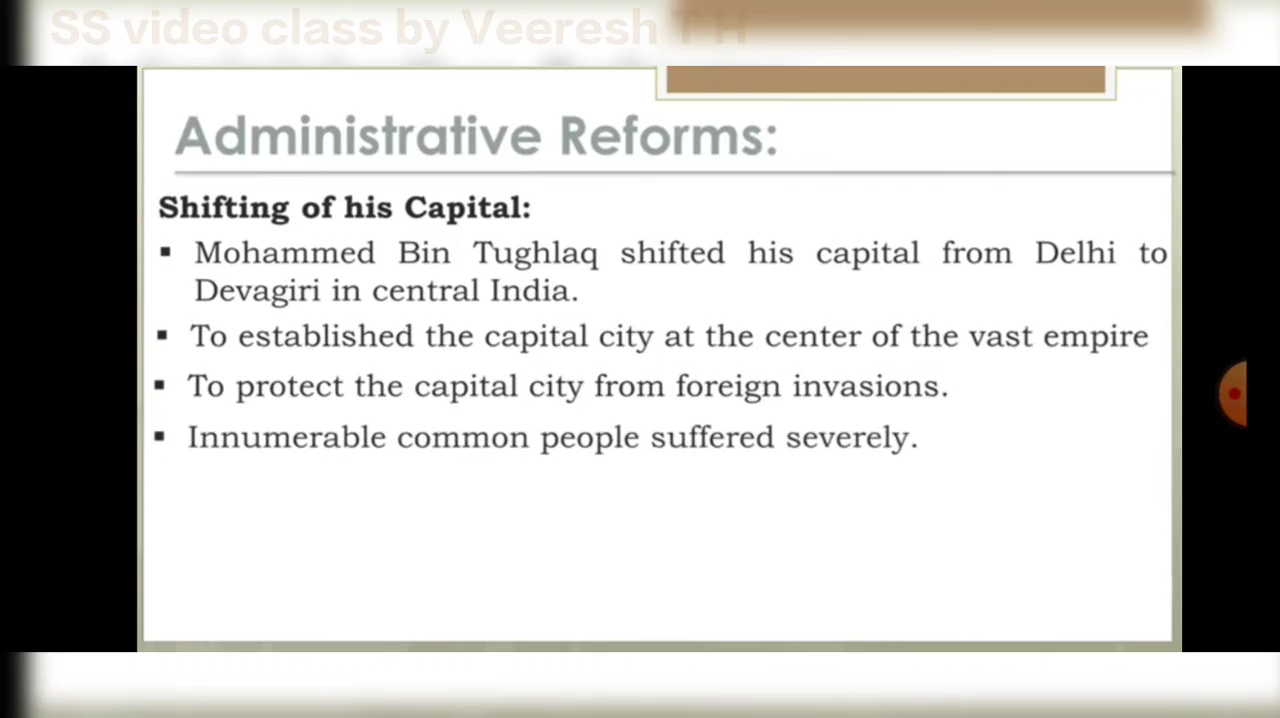 SS video class by Veeresh T H
Administrative Reforms:
Shifting of his Capital:
▪ Mohammed Bin Tughlaq shifted his capital from Delhi to
Devagiri in central India.
▪ To established the capital city at the center of the vast empire
▪ To protect the capital city from foreign invasions.
▪ Innumerable common people suffered severely.